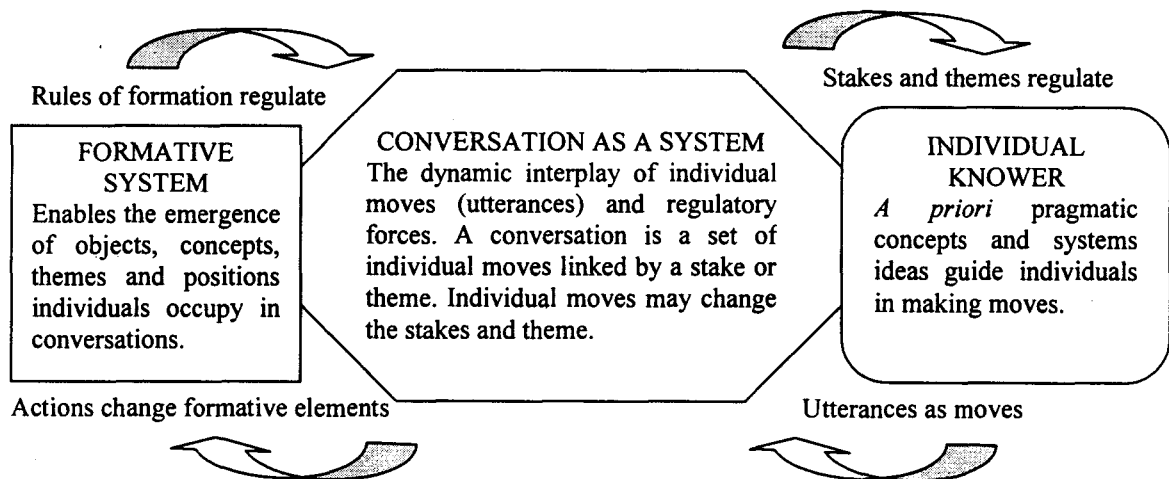 Rules of formation regulate
Stakes and themes regulate
FORMATIVE
SYSTEM
Enables the emergence
of objects, concepts,
themes and positions
individuals occupy in
conversations.
CONVERSATION AS A SYSTEM
The dynamic interplay of individual
moves (utterances) and regulatory
forces. A conversation is a set of
individual moves linked by a stake or
theme. Individual moves may change
the stakes and theme.
INDIVIDUAL
KNOWER
A priori pragmatic
concepts and systems
ideas guide individuals
in making moves.
Actions change formative elements
Utterances as moves